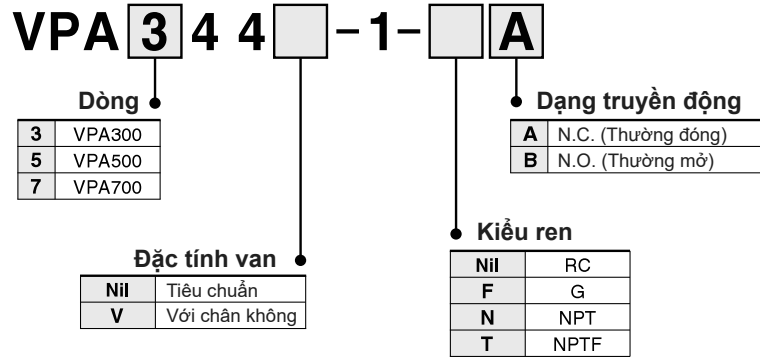 VPA 3 4 4 -1- A
Dòng
3 VPA300
5 VPA500
7 VPA700
Dạng truyền động
A N.C. (Thường đóng)
B N.O. (Thường mở)
Đặc tính van
Nil Tiêu chuẩn
V Với chân không
Kiểu ren
Nil RC
F G
N NPT
T NPTF